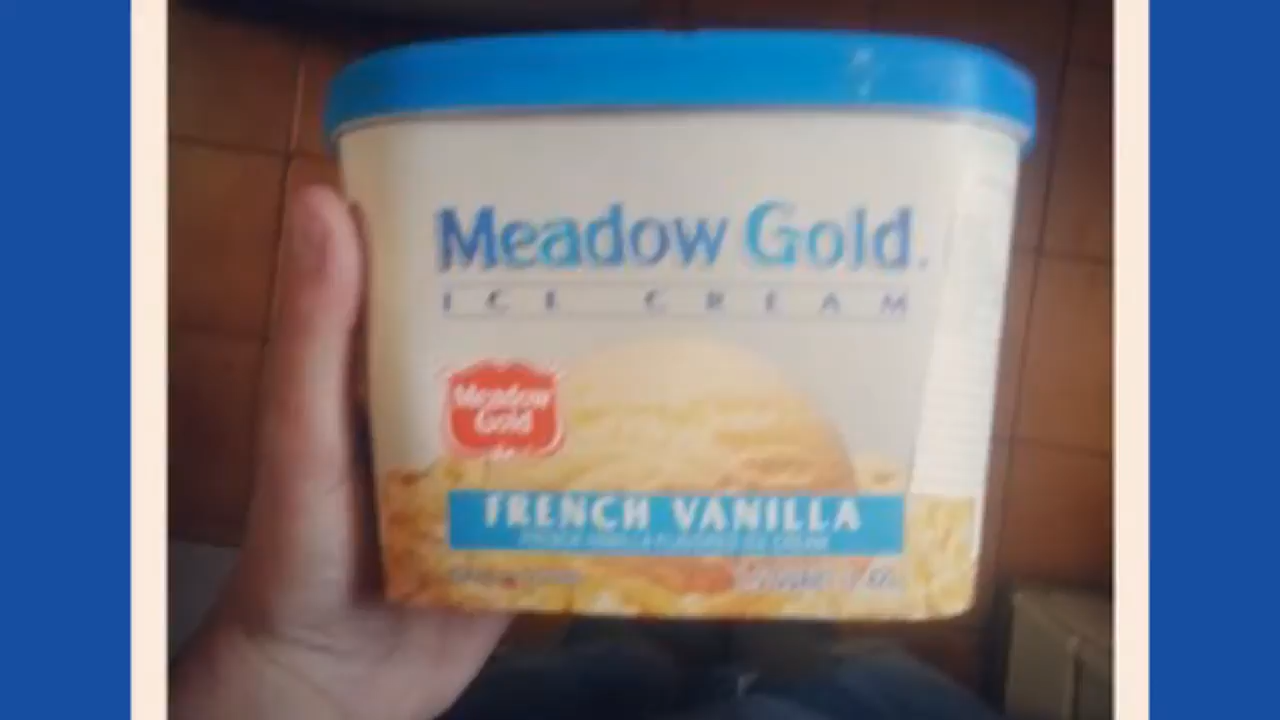 Meadow Gold
ICE CREAM
Meadow
Gold
FRENCH VANILLA